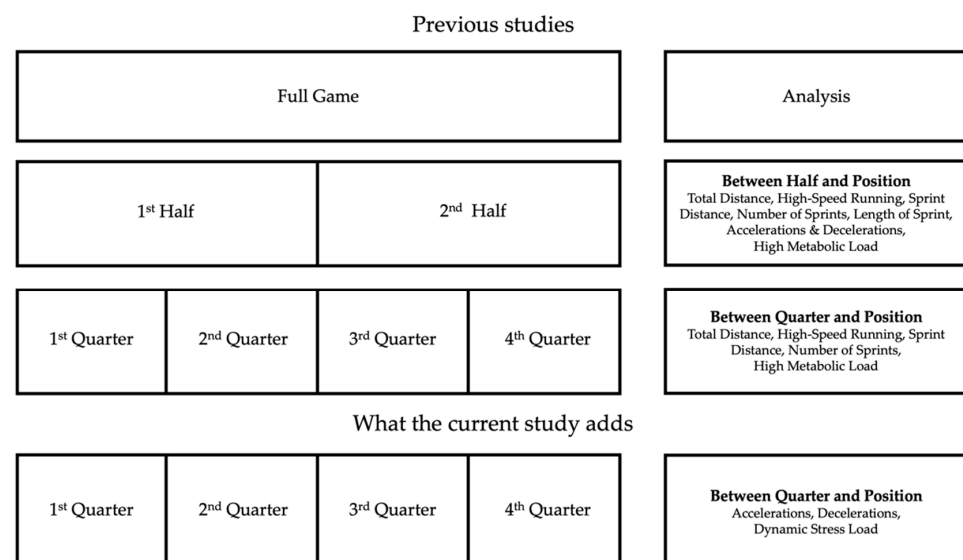 Previous studies
Full Game
Analysis
1st Half
2nd Half
Between Half and Position
Total Distance, High-Speed Running, Sprint
Distance, Number of Sprints, Length of Sprint,
Accelerations & Decelerations,
High Metabolic Load
1st Quarter
2nd Quarter
3rd Quarter
4th Quarter
Between Quarter and Position
Total Distance, High-Speed Running, Sprint
Distance, Number of Sprints,
High Metabolic Load
What the current study adds
1st Quarter
2nd Quarter
3rd Quarter
4th Quarter
Between Quarter and Position
Accelerations, Decelerations,
Dynamic Stress Load